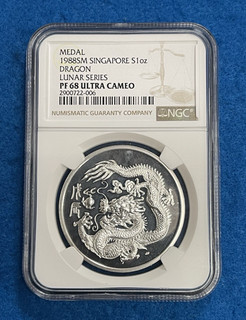 MEDAL
1988SM SINGAPORE S1oz
DRAGON
LUNAR SERIES
PF 68 ULTRA CAMEO
2900722-006
NUMISMATIC GUARANTY COMPANY
NGC